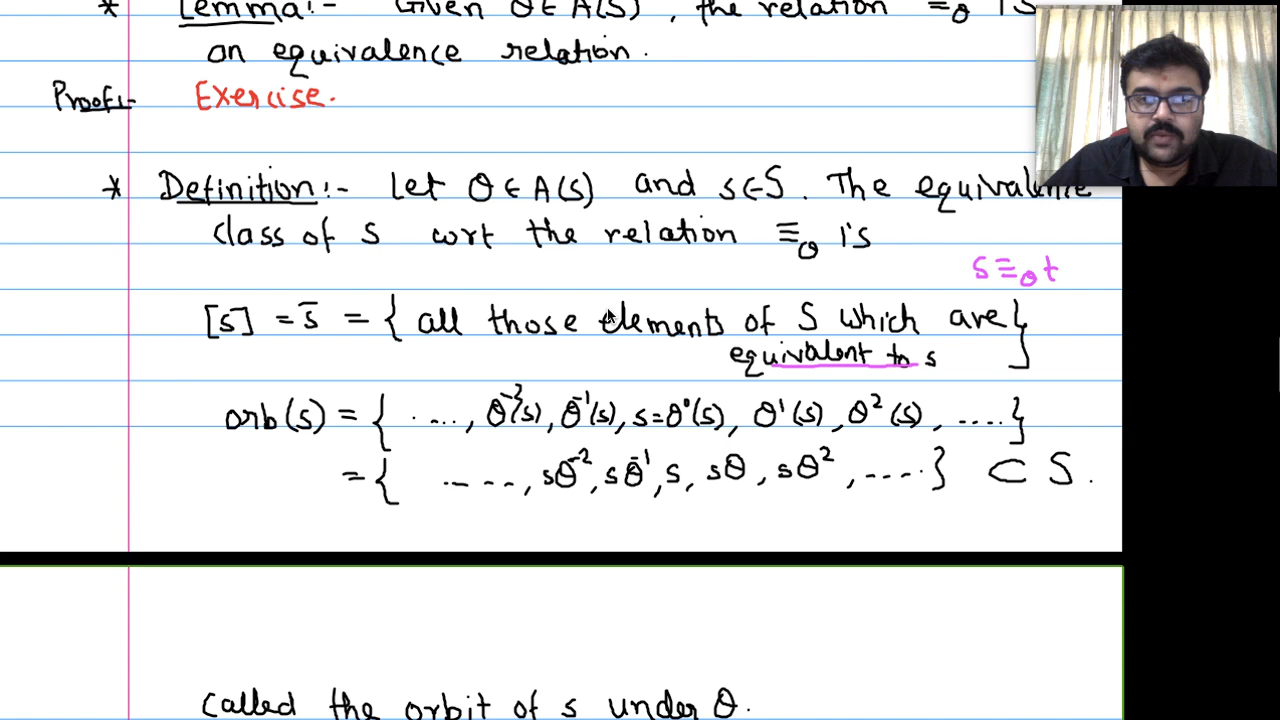 * Lemma:- Given θ ∈ A(S), the relation ≡θ is
an equivalence relation.
Proof:- Exercise.
* Definition:- Let θ ∈ A(S) and s ∈ S. The equivalence
class of s wrt the relation ≡θ is
s ≡θ t
[s] = s̄ = { all those elements of S which are }
equivalent to s
orb(s) = { ...., θ⁻²(s), θ⁻¹(s), s=θ⁰(s), θ¹(s), θ²(s), .... }
= { ....., sθ⁻², sθ⁻¹, s, sθ, sθ², ..... } ⊂ S.
called the orbit of s under θ.